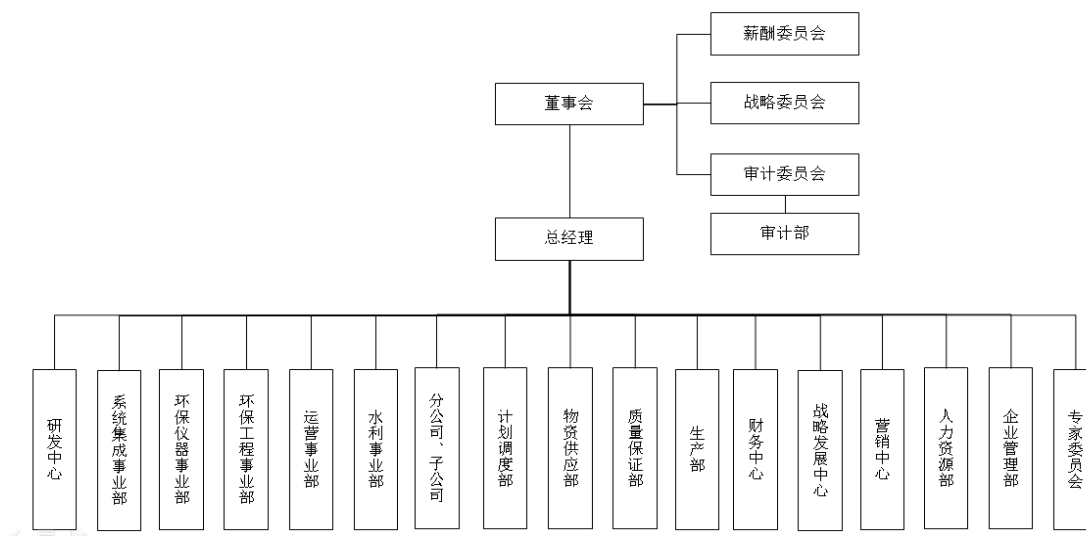 薪酬委员会
董事会
战略委员会
审计委员会
总经理
审计部
研发中心
系统集成事业部
环保仪器事业部
环保工程事业部
运营事业部
水利事业部
分公司、子公司
计划调度部
物资供应部
质量保证部
生产部
财务中心
战略发展中心
营销中心
人力资源部
企业管理部
专家委员会